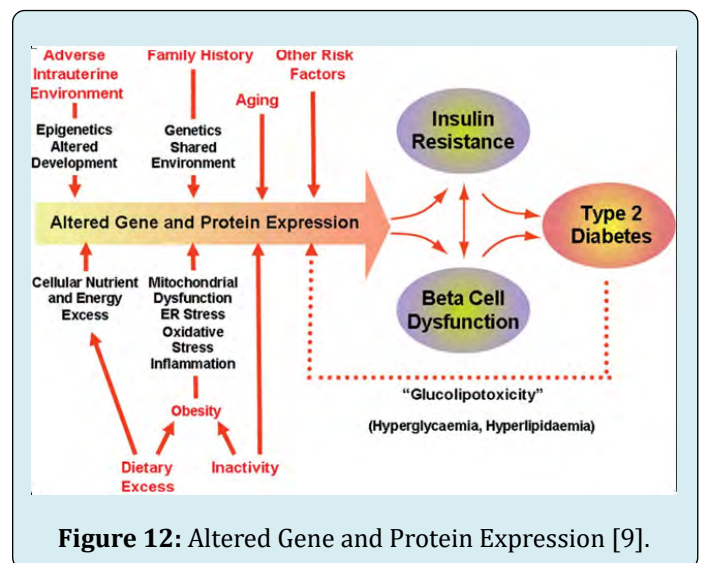 Adverse
Intrauterine
Environment
Family History
Other Risk
Factors
Aging
Epigenetics
Altered
Development
Genetics
Shared
Environment
Insulin
Resistance
Altered Gene and Protein Expression
Type 2
Diabetes
Cellular Nutrient
and Energy
Excess
Mitochondrial
Dysfunction
ER Stress
Oxidative
Stress
Inflammation
Beta Cell
Dysfunction
"Glucolipotoxicity"
(Hyperglycaemia, Hyperlipidaemia)
Obesity
Dietary
Excess
Inactivity
Figure 12: Altered Gene and Protein Expression [9].